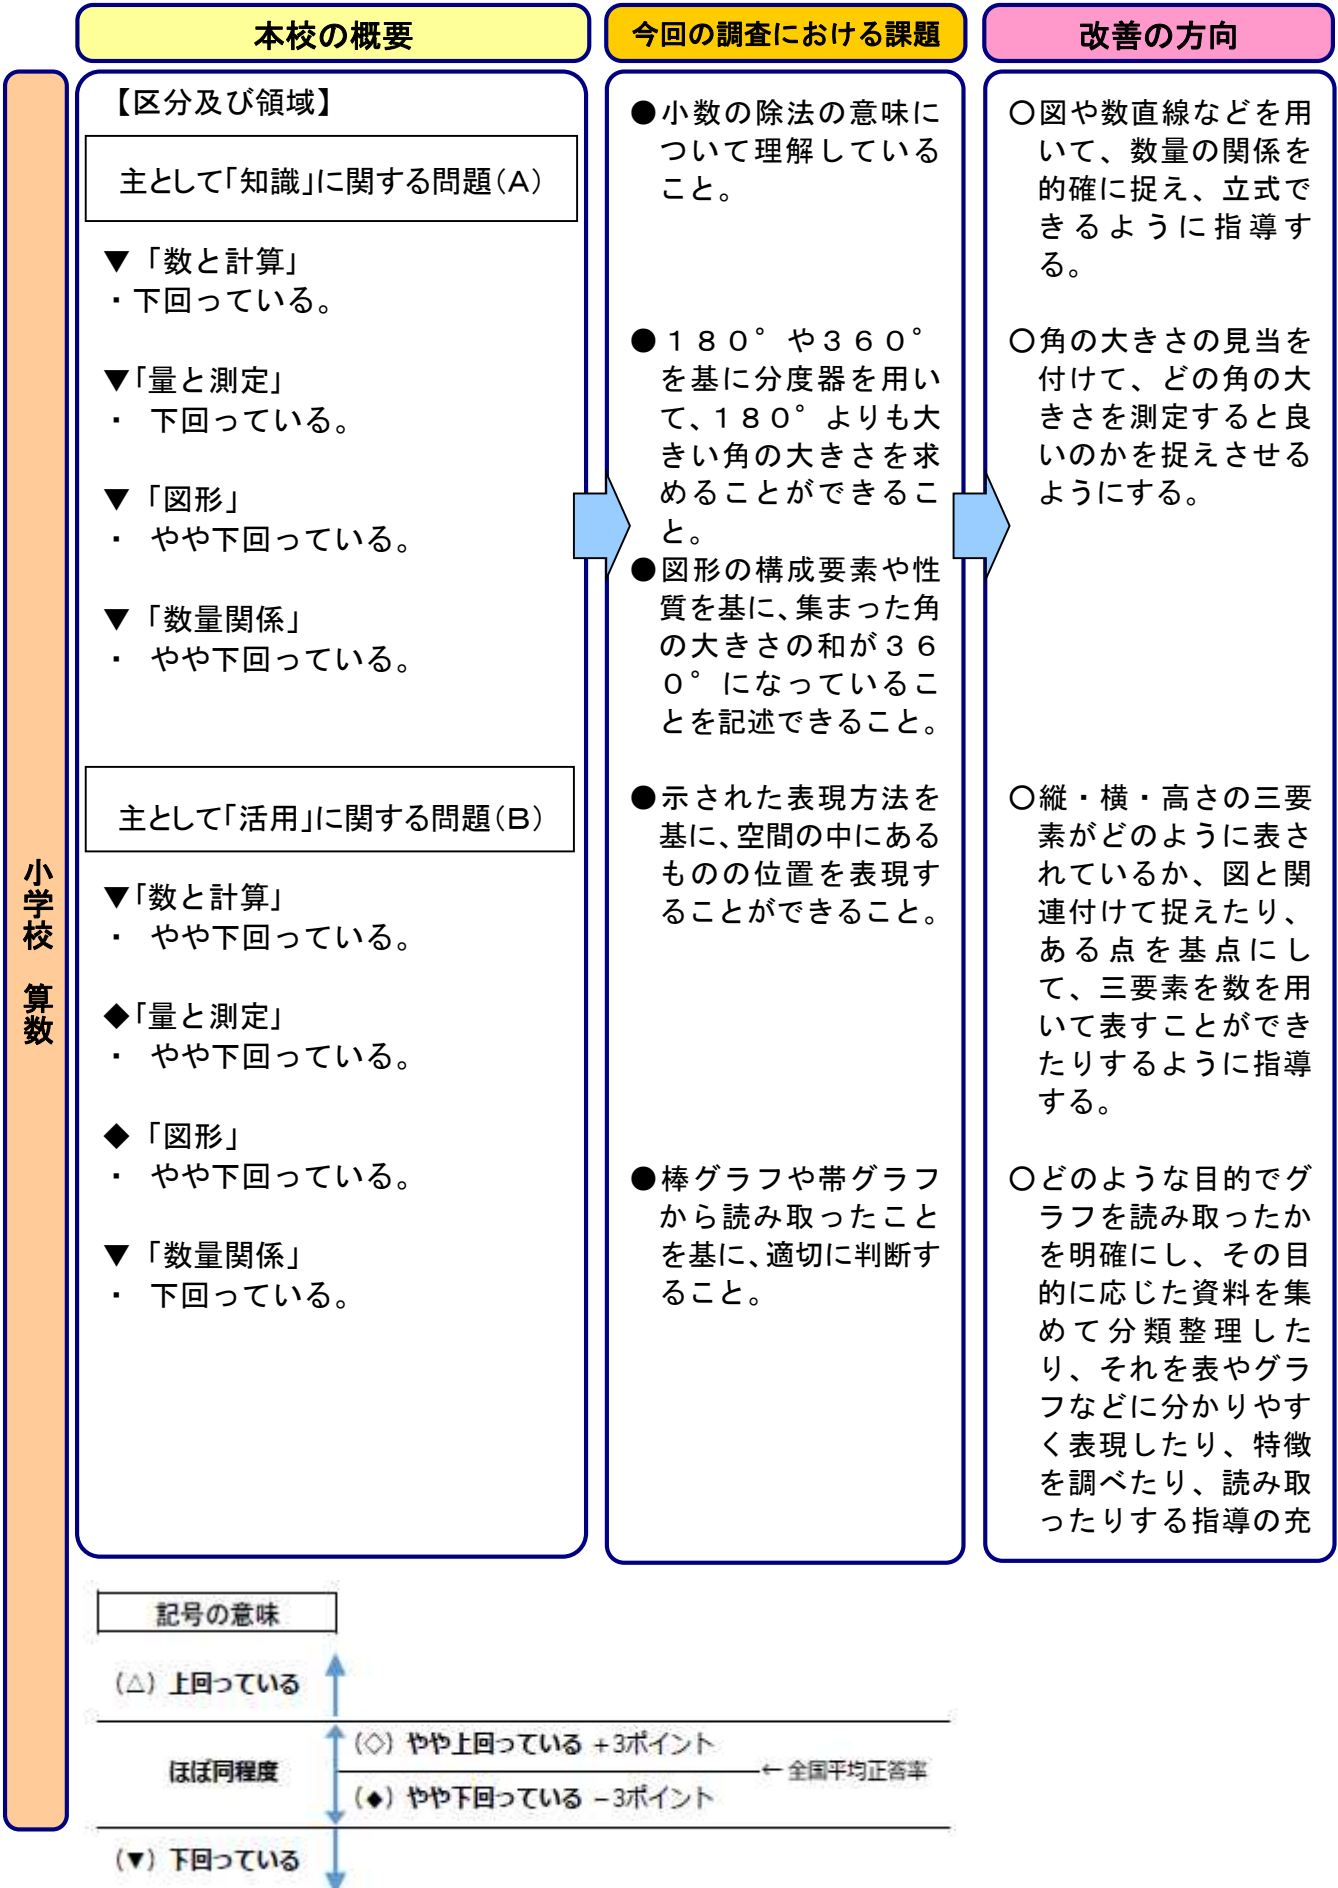 本校の概要
今回の調査における課題
改善の方向
小学校 算数
【区分及び領域】
主として「知識」に関する問題(A)
▼「数と計算」
・下回っている。
▼「量と測定」
・ 下回っている。
▼「図形」
・ やや下回っている。
▼「数量関係」
・ やや下回っている。
主として「活用」に関する問題(B)
▼「数と計算」
・ やや下回っている。
◆「量と測定」
・ やや下回っている。
◆「図形」
・ やや下回っている。
▼「数量関係」
・ 下回っている。
●小数の除法の意味に
ついて理解している
こと。
●180°や360°
を基に分度器を用い
て、180°よりも大
きい角の大きさを求
めることができるこ
と。
●図形の構成要素や性
質を基に、集まった角
の大きさの和が36
0°になっているこ
とを記述できること。
●示された表現方法を
基に、空間の中にある
ものの位置を表現す
ることができること。
●棒グラフや帯グラフ
から読み取ったこと
を基に、適切に判断す
ること。
○図や数直線などを用
いて、数量の関係を
的確に捉え、立式で
きるように指導す
る。
○角の大きさの見当を
付けて、どの角の大
きさを測定すると良
いのかを捉えさせる
ようにする。
○縦・横・高さの三要
素がどのように表さ
れているか、図と関
連付けて捉えたり、
ある点を基点にし
て、三要素を数を用
いて表すことができ
たりするように指導
する。
○どのような目的でグ
ラフを読み取ったか
を明確にし、その目
的に応じた資料を集
めて分類整理した
り、それを表やグラ
フなどに分かりやす
く表現したり、特徴
を調べたり、読み取
ったりする指導の充
記号の意味
(△) 上回っている
ほぼ同程度
(◇) やや上回っている +3ポイント
← 全国平均正答率
(◆) やや下回っている −3ポイント
(▼) 下回っている